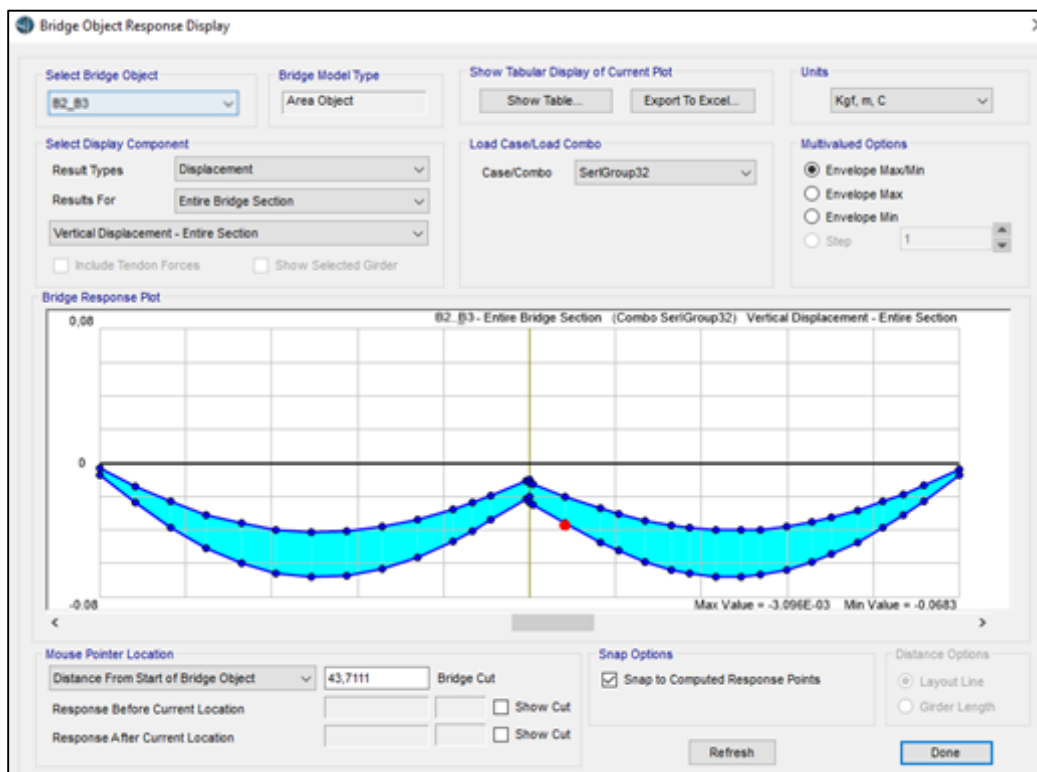 Bridge Object Response Display
Select Bridge Object
B2_B3
Bridge Model Type
Area Object
Show Tabular Display of Current Plot
Show Table...
Export To Excel...
Units
Kgf, m, C
Select Display Component
Result Types
Displacement
Results For
Entire Bridge Section
Vertical Displacement - Entire Section
Include Tendon Forces
Show Selected Girder
Load Case/Load Combo
Case/Combo
SerIGroup32
Multivalued Options
Envelope Max/Min
Envelope Max
Envelope Min
Step
1
Bridge Response Plot
0,08
B2_B3 - Entire Bridge Section (Combo SerIGroup32) Vertical Displacement - Entire Section
0
-0.08
Max Value = -3.096E-03 Min Value = -0.0683
Mouse Pointer Location
Distance From Start of Bridge Object
43,7111
Bridge Cut
Response Before Current Location
Show Cut
Response After Current Location
Show Cut
Snap Options
Snap to Computed Response Points
Distance Options
Layout Line
Girder Length
Refresh
Done